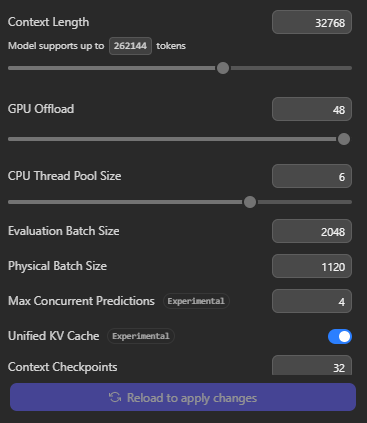 Context Length 32768
Model supports up to 262144 tokens
GPU Offload 48
CPU Thread Pool Size 6
Evaluation Batch Size 2048
Physical Batch Size 1120
Max Concurrent Predictions Experimental 4
Unified KV Cache Experimental
Context Checkpoints 32
Reload to apply changes